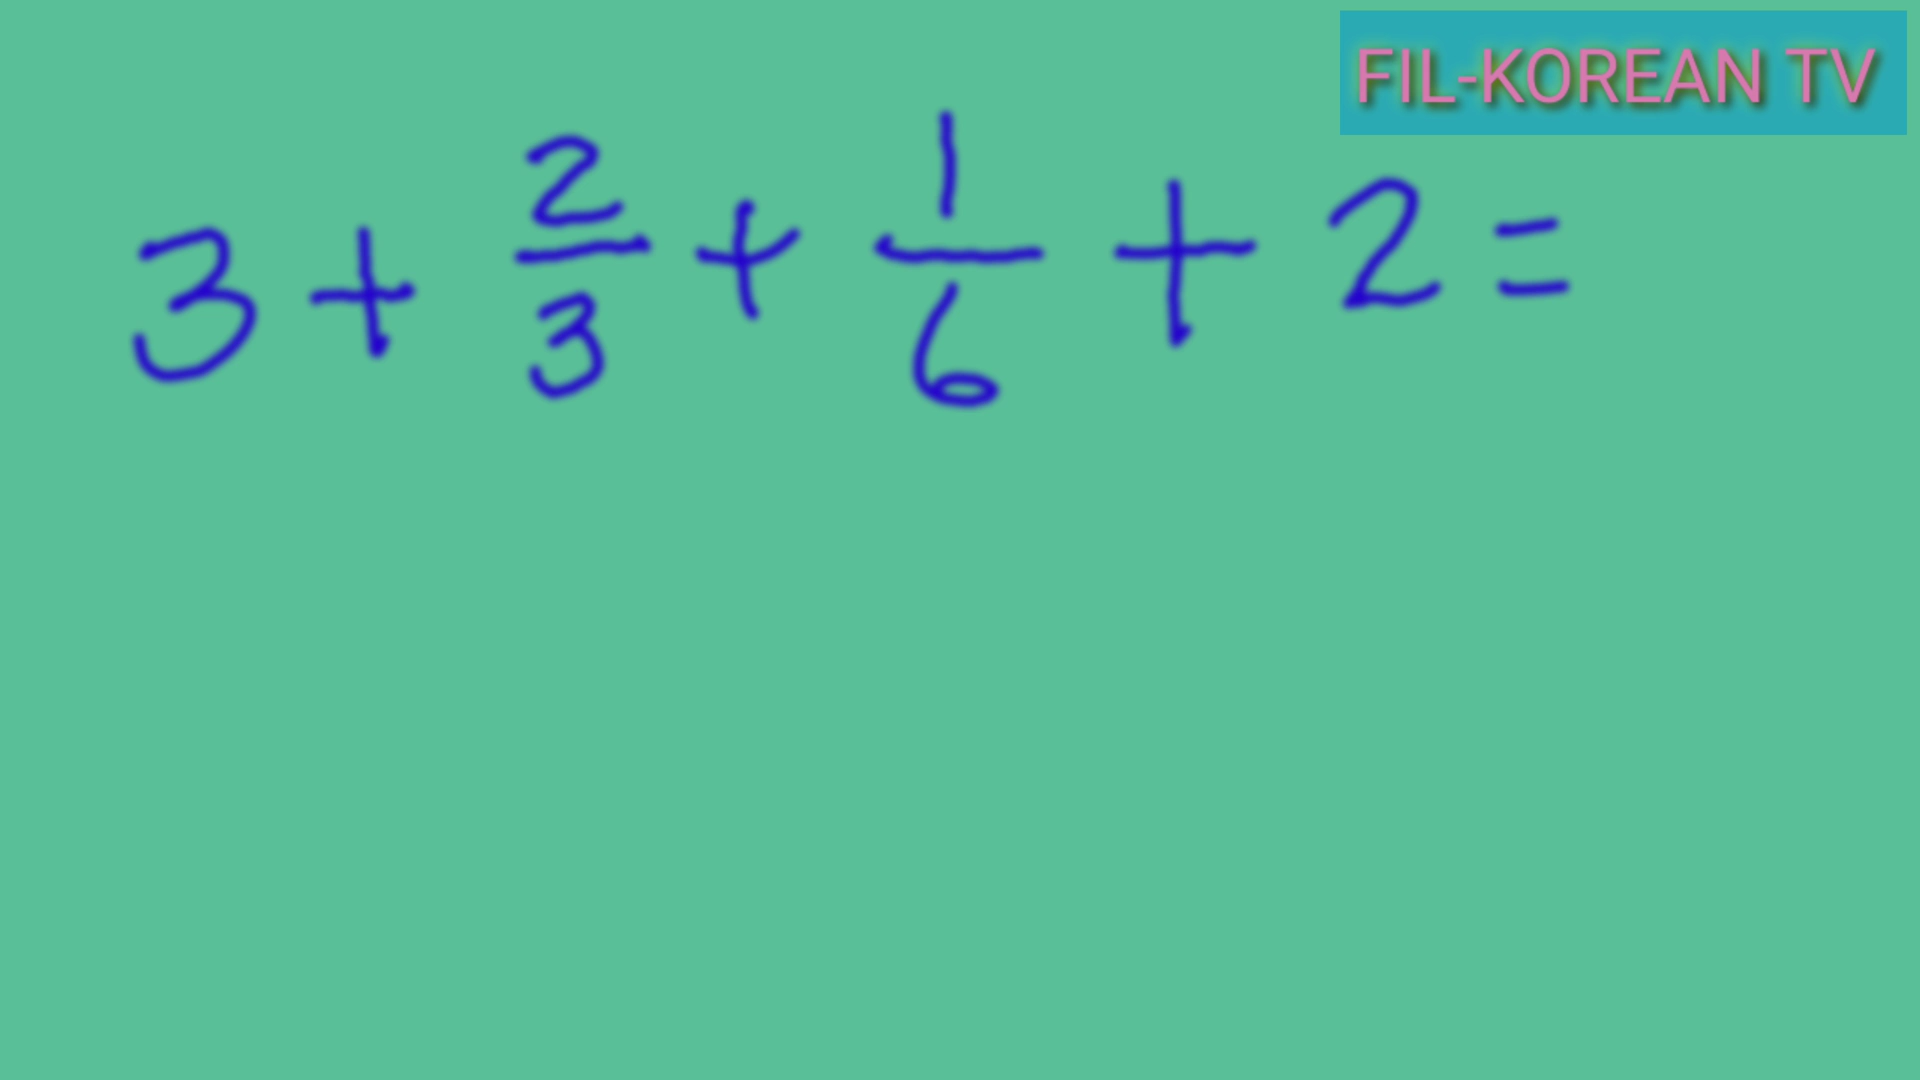 FIL-KOREAN TV
3 + 2/3 + 1/6 + 2 =